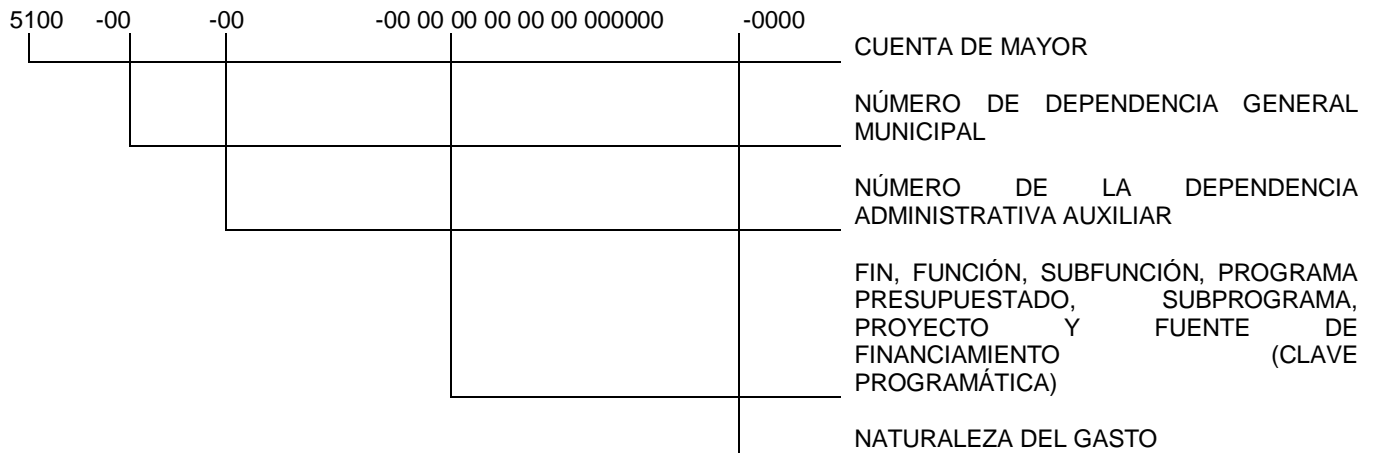 5100 -00 -00 -00 00 00 00 00 00 000000 -0000
CUENTA DE MAYOR
NÚMERO DE DEPENDENCIA GENERAL
MUNICIPAL
NÚMERO DE LA DEPENDENCIA
ADMINISTRATIVA AUXILIAR
FIN, FUNCIÓN, SUBFUNCIÓN, PROGRAMA
PRESUPUESTADO, SUBPROGRAMA,
PROYECTO Y FUENTE DE
FINANCIAMIENTO (CLAVE
PROGRAMÁTICA)
NATURALEZA DEL GASTO